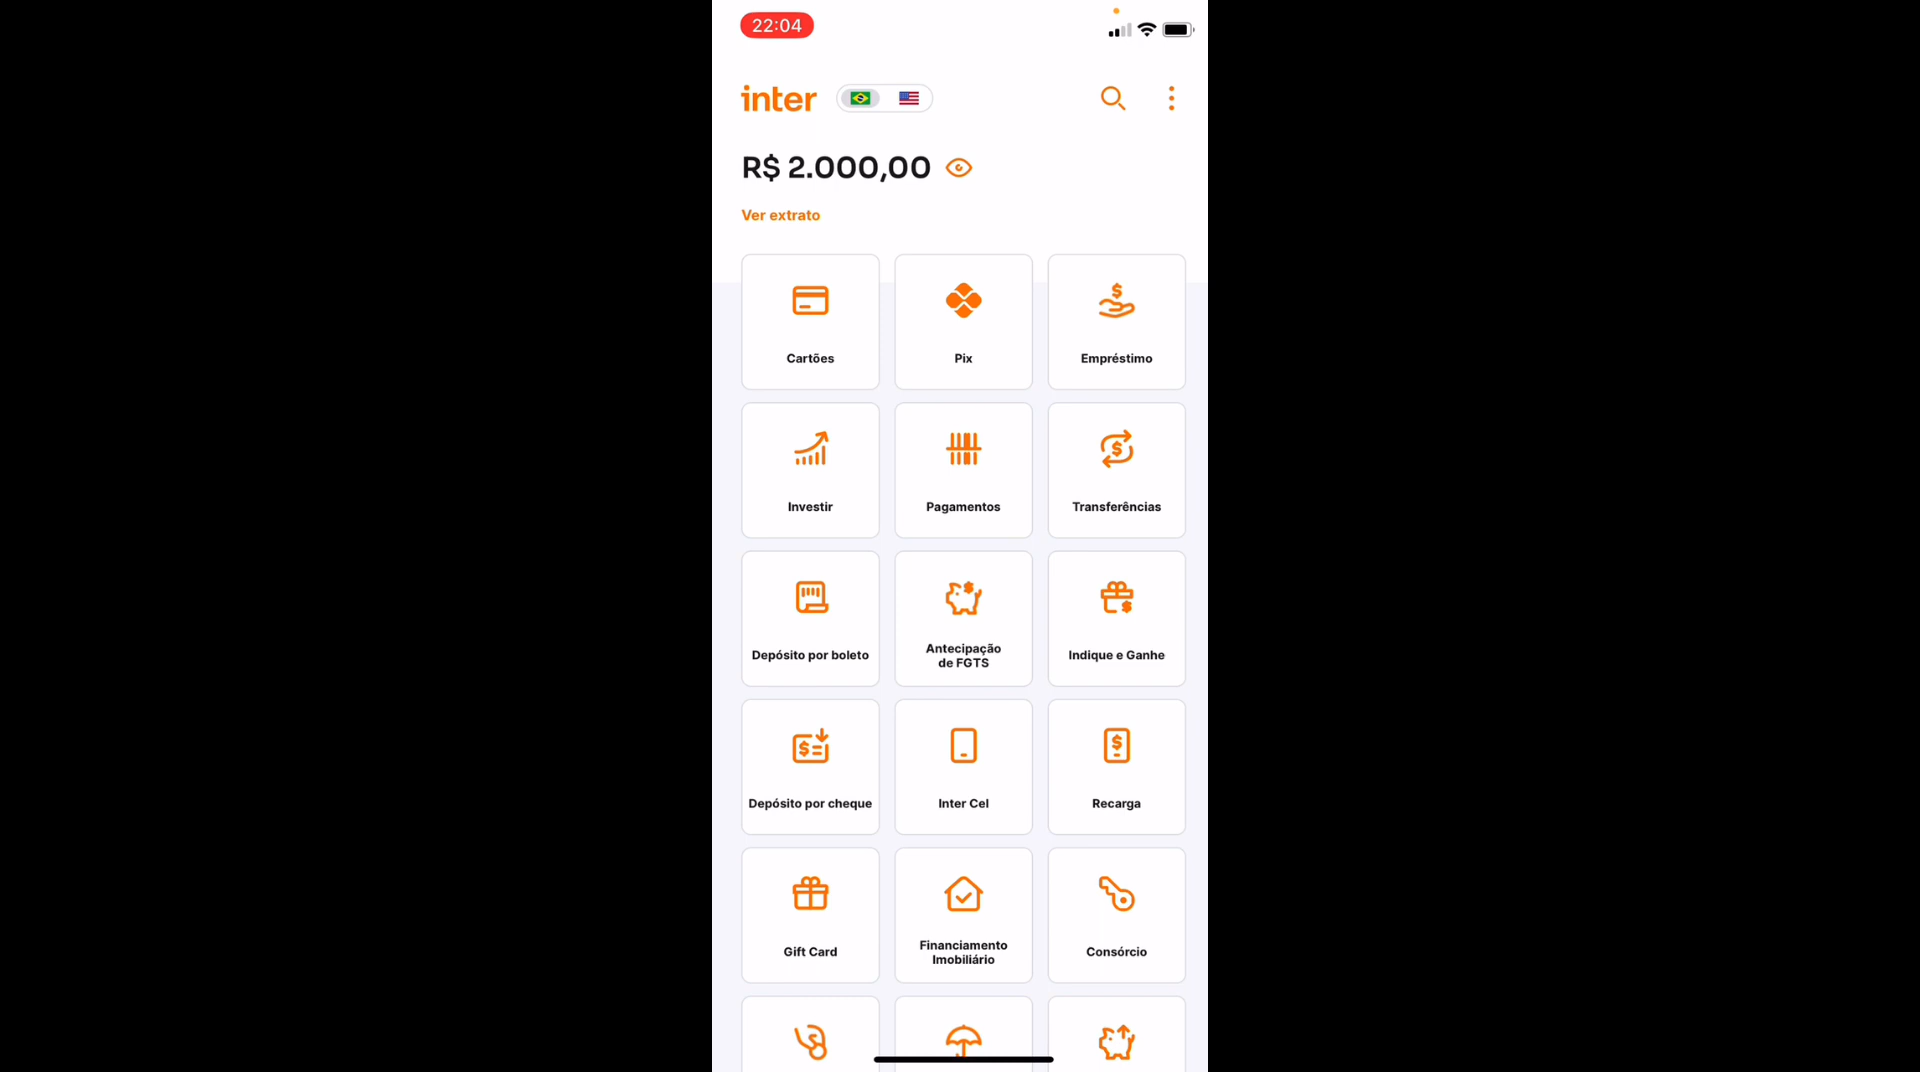 22:04
inter
R$ 2.000,00
Ver extrato
Cartões
Pix
Empréstimo
Investir
Pagamentos
Transferências
Depósito por boleto
Antecipação
de FGTS
Indique e Ganhe
Depósito por cheque
Inter Cel
Recarga
Gift Card
Financiamento
Imobiliário
Consórcio